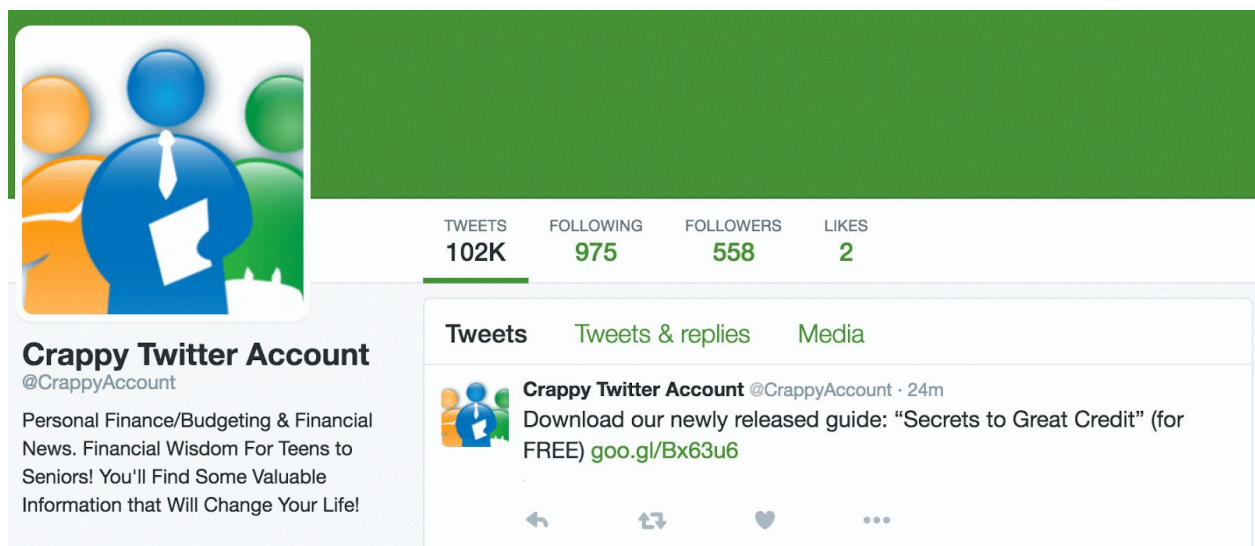 TWEETS FOLLOWING FOLLOWERS LIKES
102K 975 558 2
Crappy Twitter Account
@CrappyAccount
Personal Finance/Budgeting & Financial
News. Financial Wisdom For Teens to
Seniors! You'll Find Some Valuable
Information that Will Change Your Life!
Tweets Tweets & replies Media
Crappy Twitter Account @CrappyAccount · 24m
Download our newly released guide: “Secrets to Great Credit” (for
FREE) goo.gl/Bx63u6